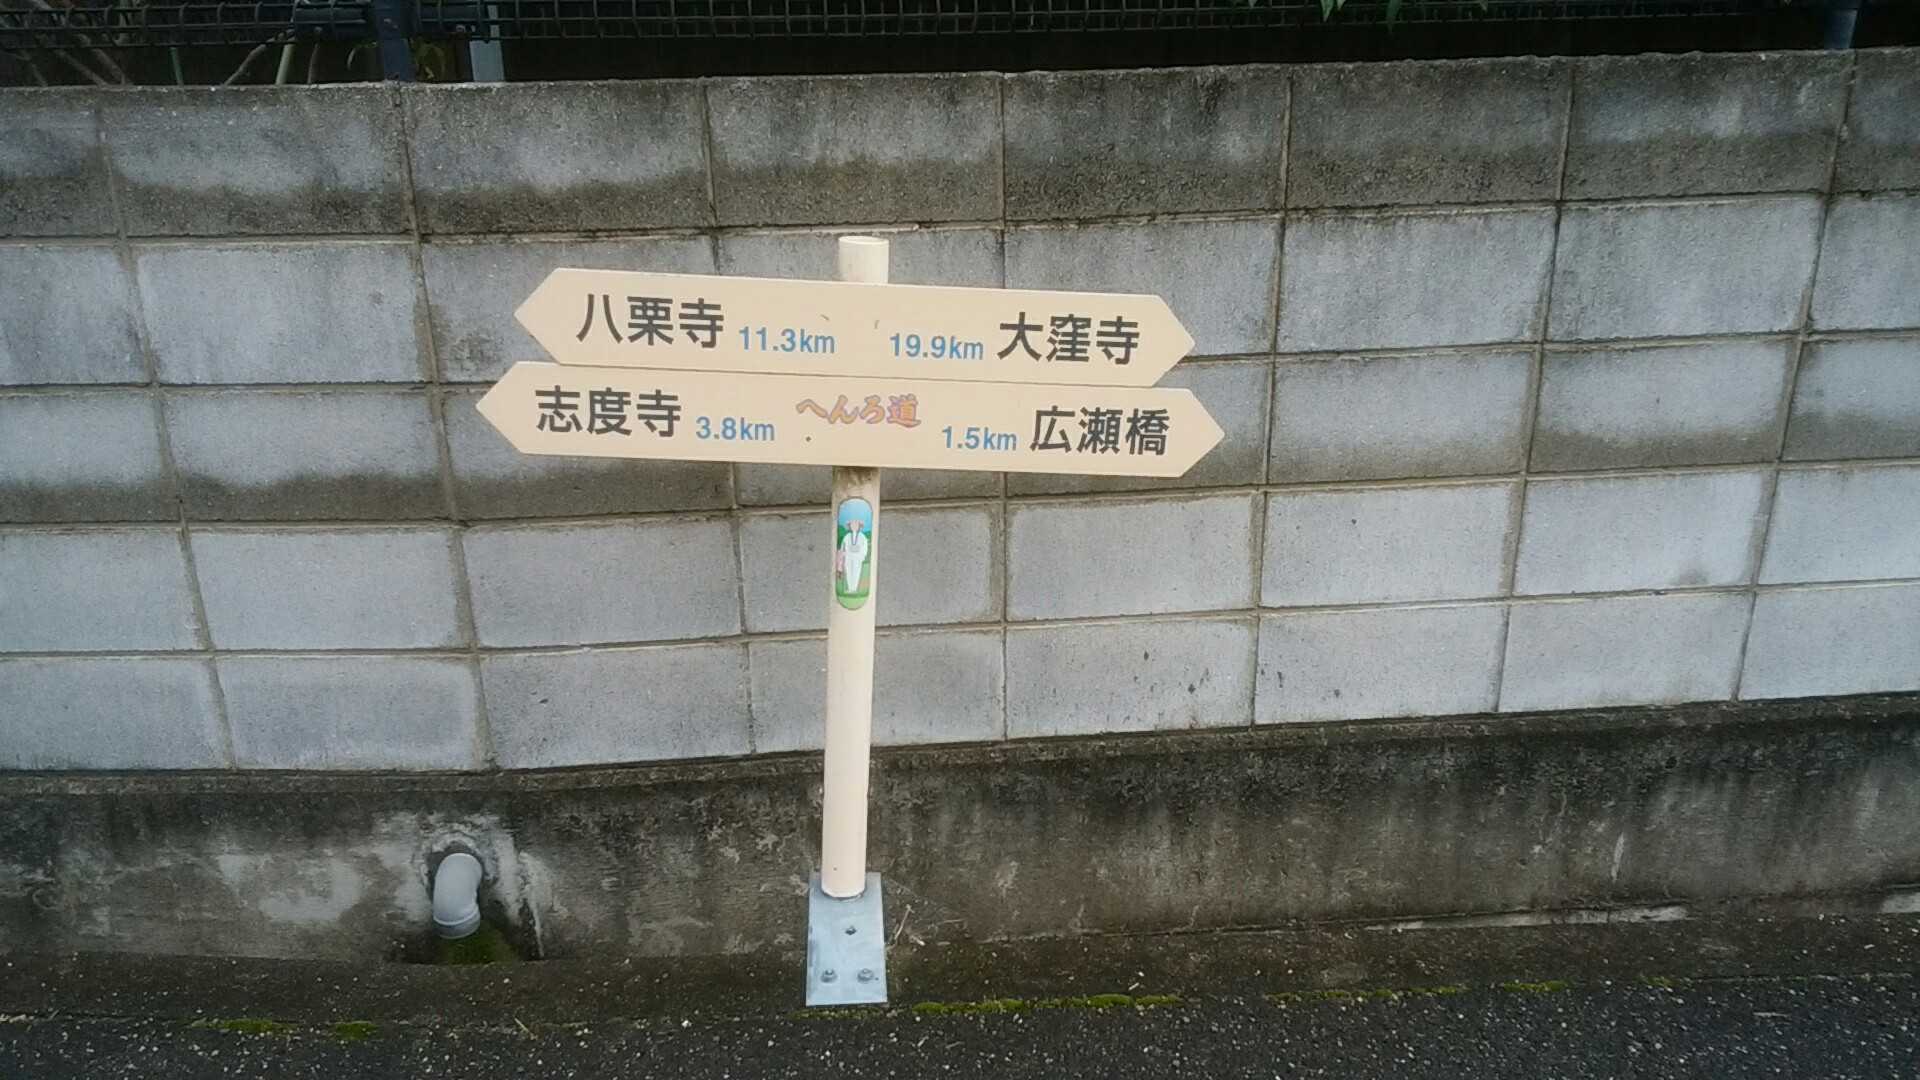 八栗寺 11.3km 19.9km 大窪寺
志度寺 3.8km へんろ道 1.5km 広瀬橋